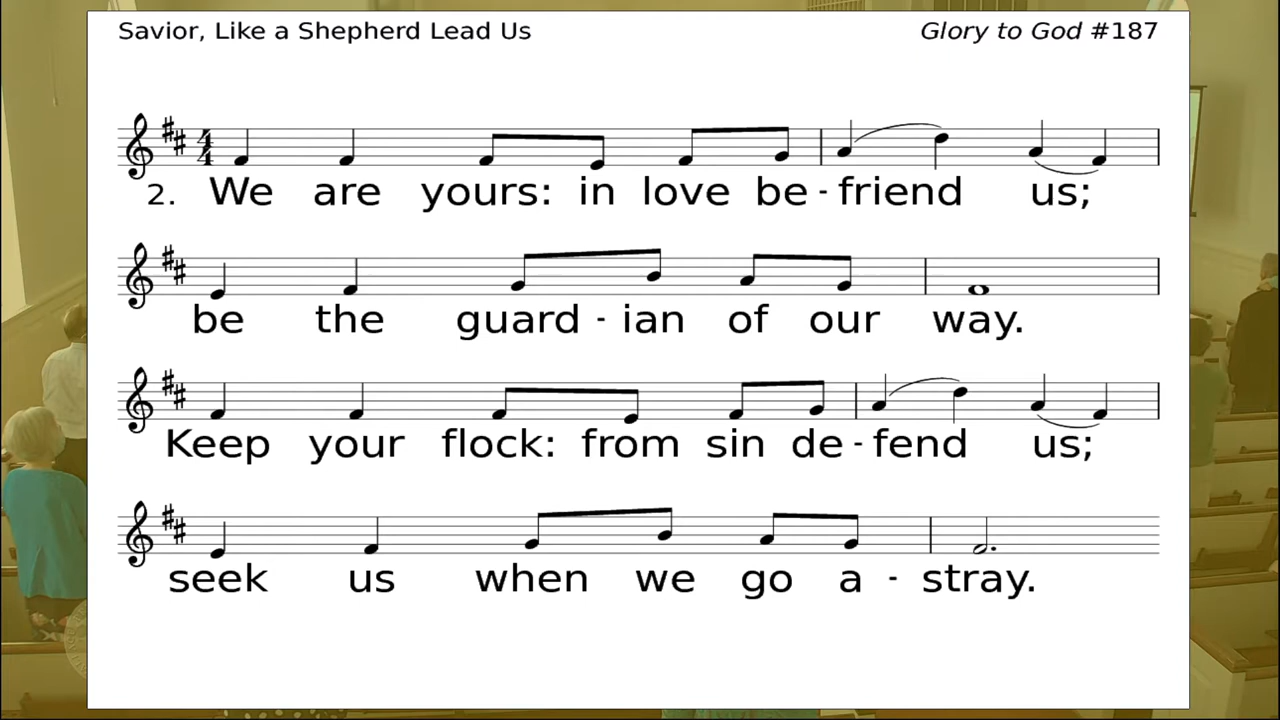 Savior, Like a Shepherd Lead Us
Glory to God #187
4
4
2. We are yours: in love be - friend us;
be the guard - ian of our way.
Keep your flock: from sin de - fend us;
seek us when we go a - stray.